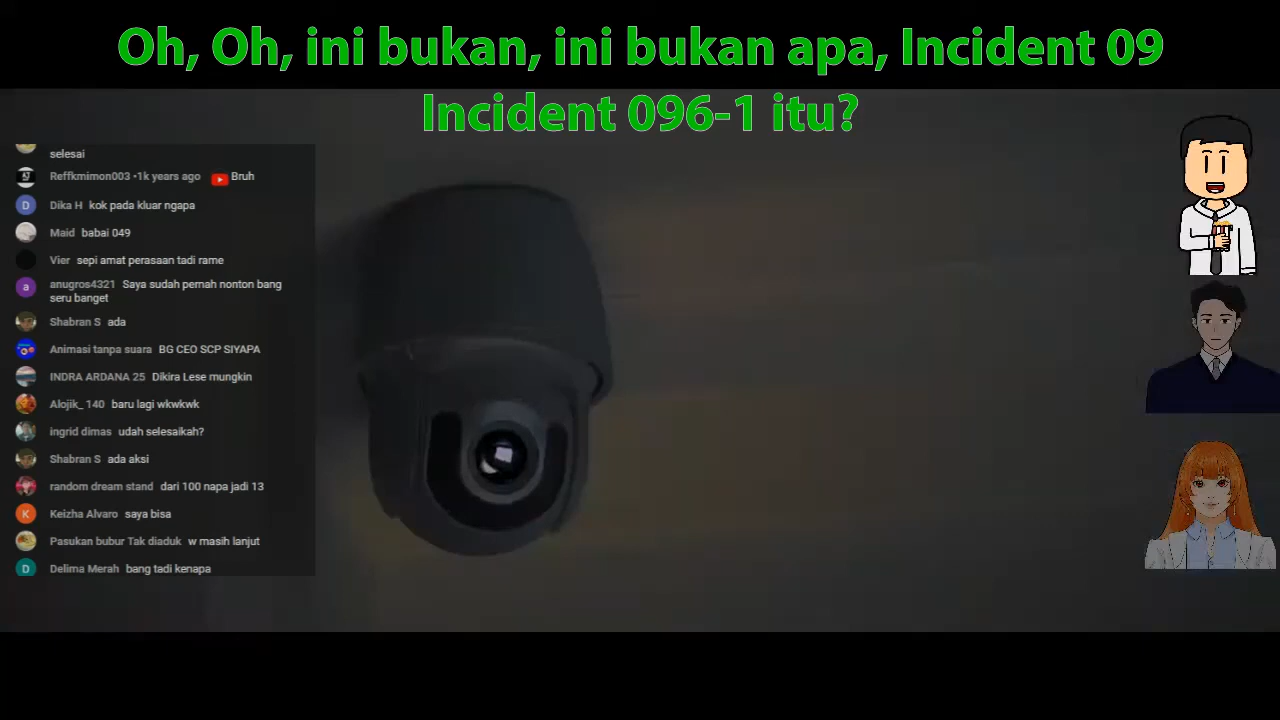 Oh, Oh, ini bukan, ini bukan apa, Incident 09
Incident 096-1 itu?
selesai
Reffkmimon003 •1k years ago Bruh
Dika H kok pada kluar ngapa
Maid babai 049
Vier sepi amat perasaan tadi rame
anugros4321 Saya sudah pernah nonton bang
seru banget
Shabran S ada
Animasi tanpa suara BG CEO SCP SIYAPA
INDRA ARDANA 25 Dikira Lese mungkin
Alojik_ 140 baru lagi wkwkwk
ingrid dimas udah selesaikah?
Shabran S ada aksi
random dream stand dari 100 napa jadi 13
K Keizha Alvaro saya bisa
Pasukan bubur Tak diaduk w masih lanjut
D Delima Merah bang tadi kenapa